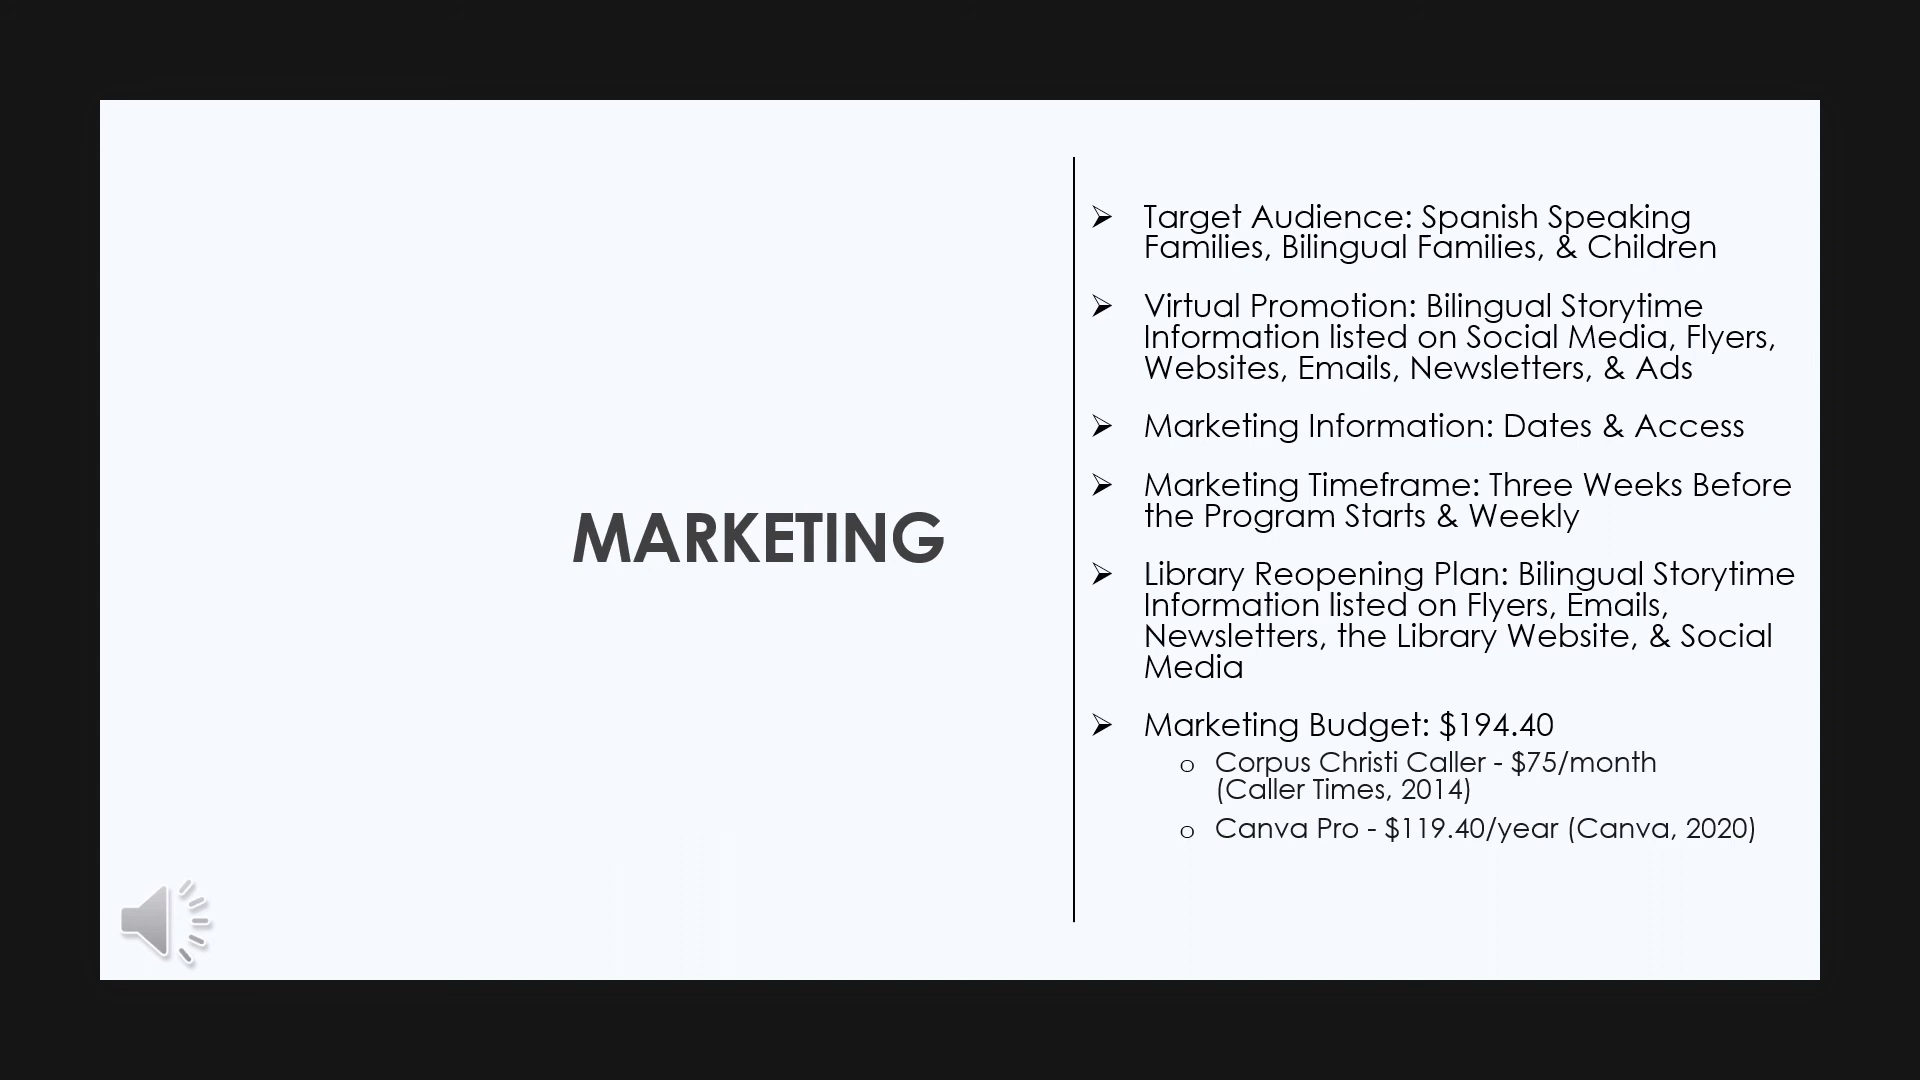 MARKETING
Target Audience: Spanish Speaking
Families, Bilingual Families, & Children
Virtual Promotion: Bilingual Storytime
Information listed on Social Media, Flyers,
Websites, Emails, Newsletters, & Ads
Marketing Information: Dates & Access
Marketing Timeframe: Three Weeks Before
the Program Starts & Weekly
Library Reopening Plan: Bilingual Storytime
Information listed on Flyers, Emails,
Newsletters, the Library Website, & Social
Media
Marketing Budget: $194.40
Corpus Christi Caller - $75/month
(Caller Times, 2014)
Canva Pro - $119.40/year (Canva, 2020)